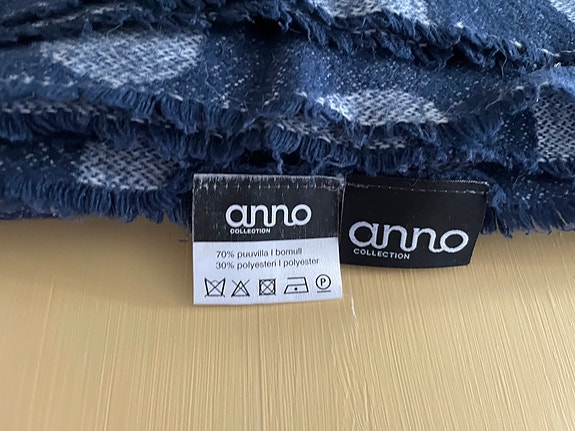 anno
COLLECTION
70% puuvilla I bomull
30% polyesteri I polyester
P
anno
COLLECTION